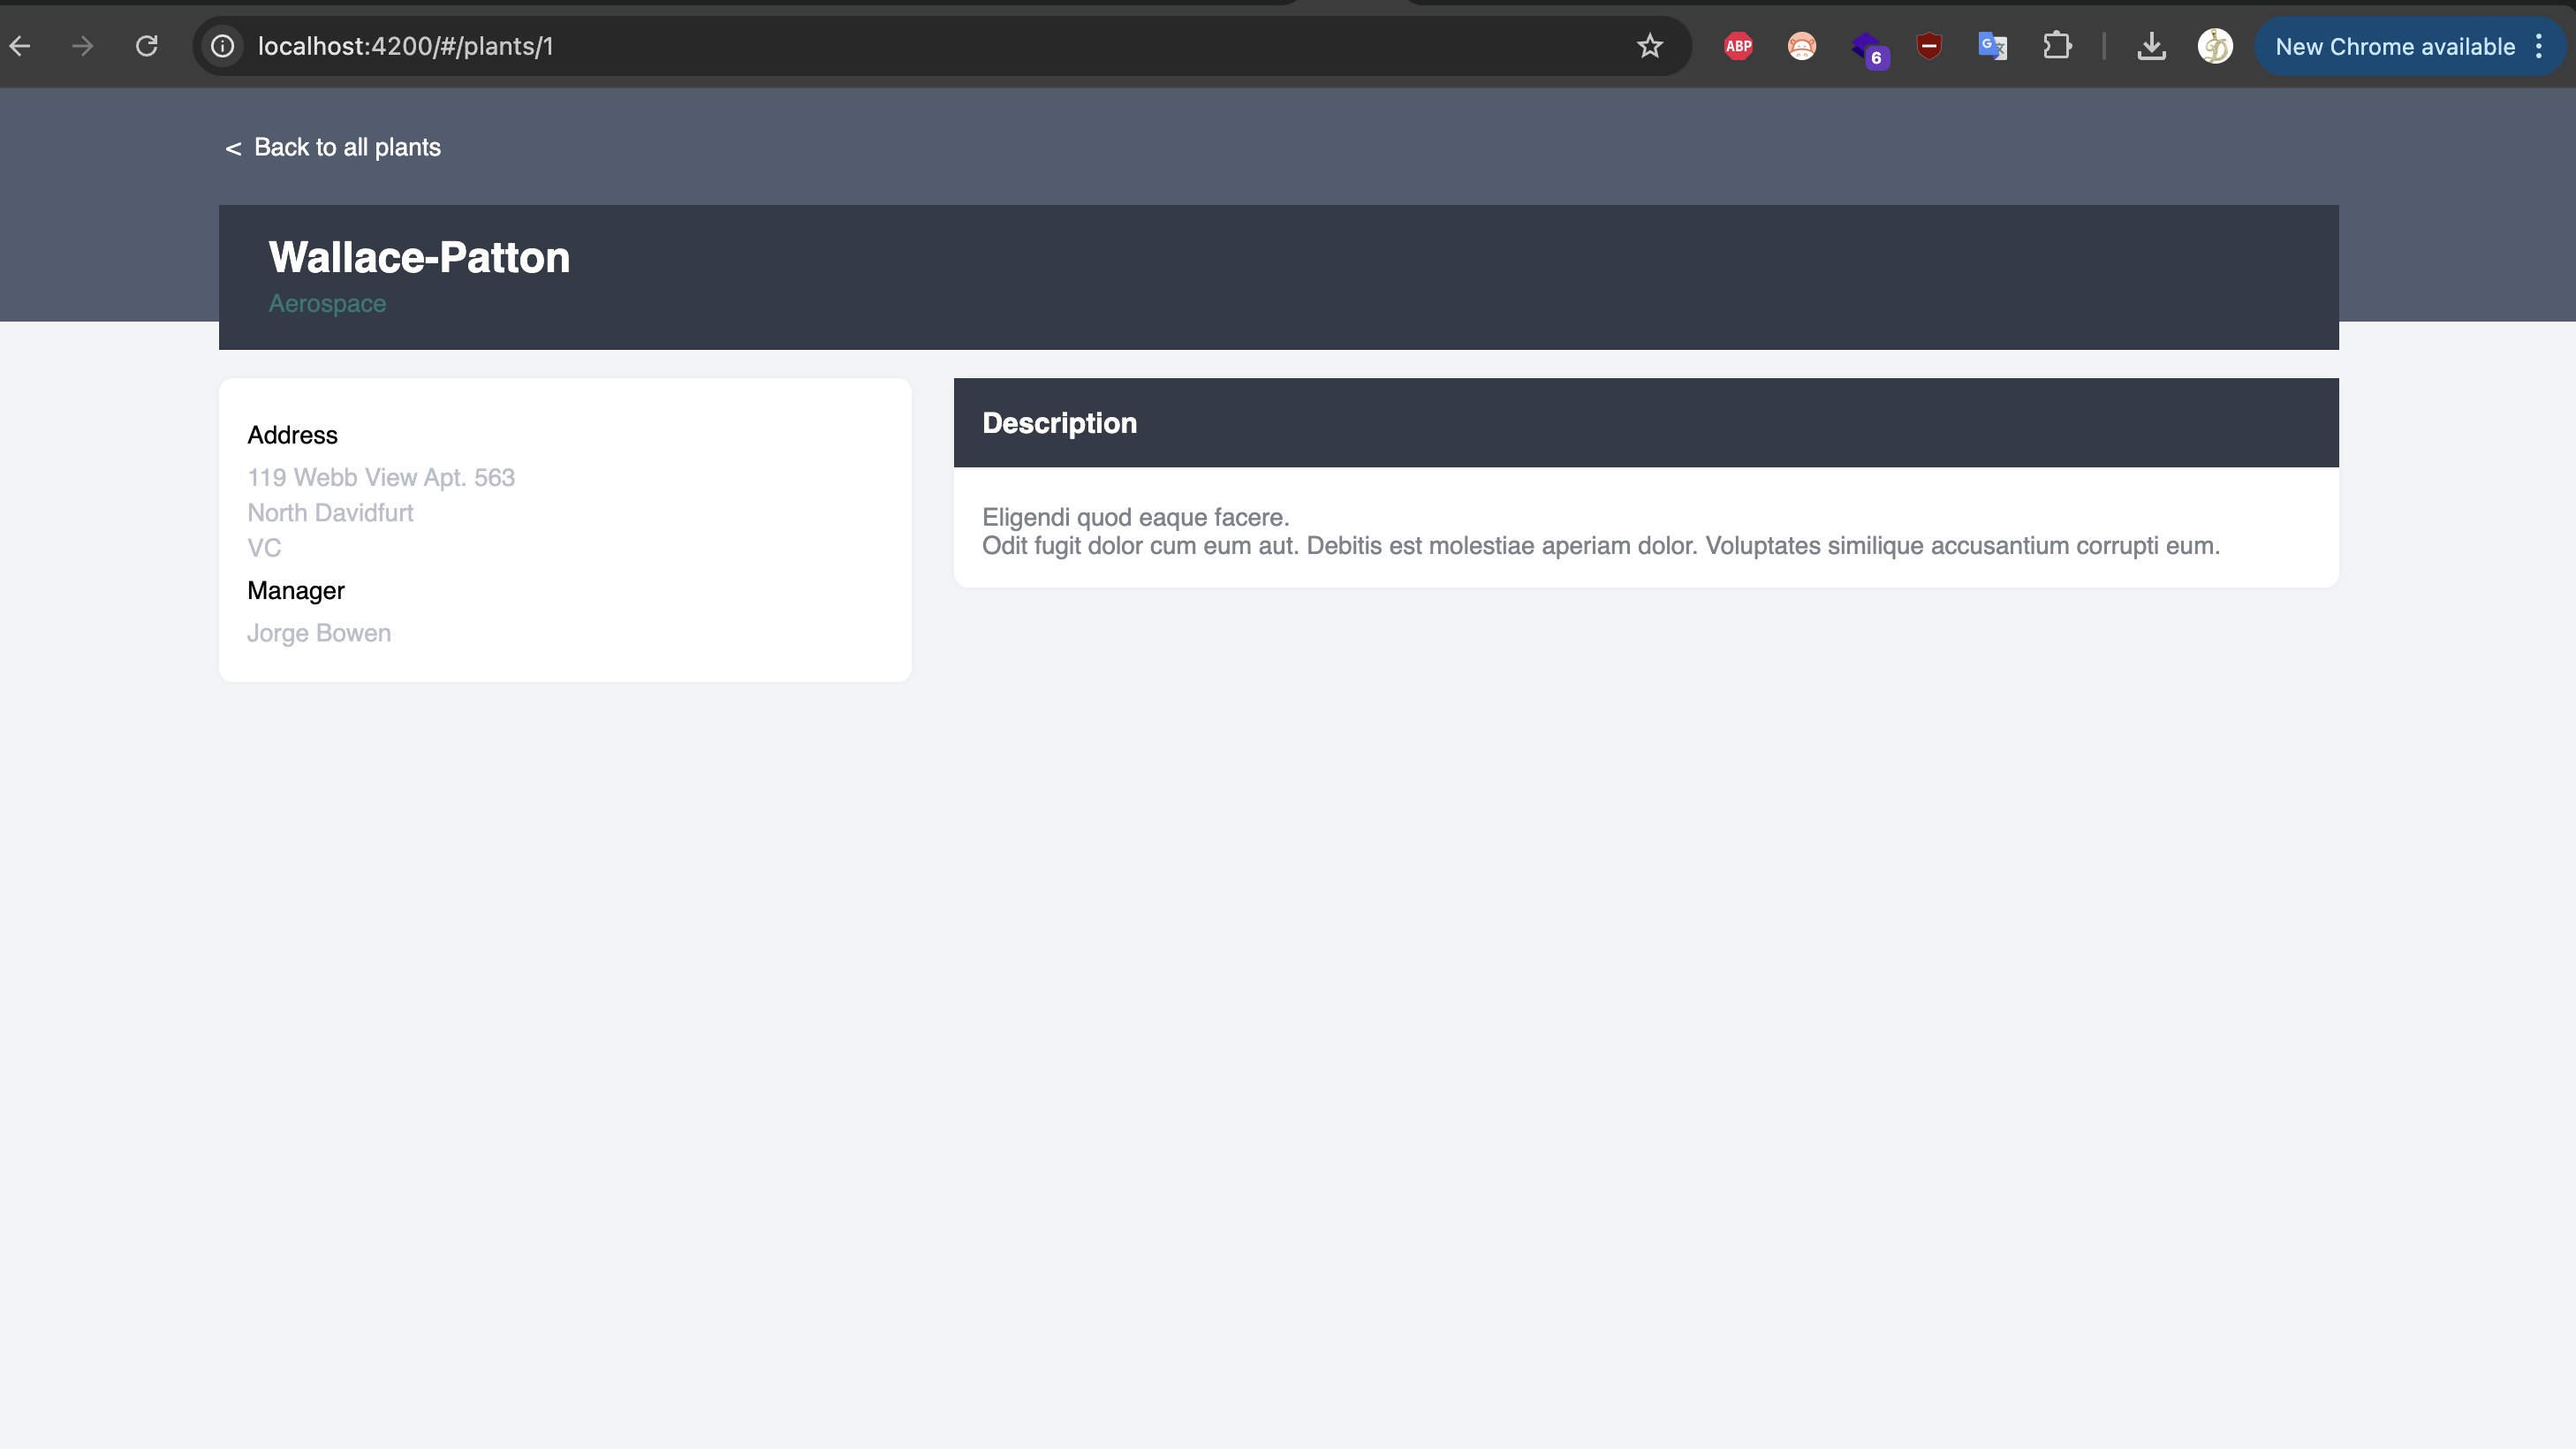 localhost:4200/#/plants/1
ABP
6
G
New Chrome available
< Back to all plants
Wallace-Patton
Aerospace
Address
119 Webb View Apt. 563
North Davidfurt
VC
Manager
Jorge Bowen
Description
Eligendi quod eaque facere.
Odit fugit dolor cum eum aut. Debitis est molestiae aperiam dolor. Voluptates similique accusantium corrupti eum.